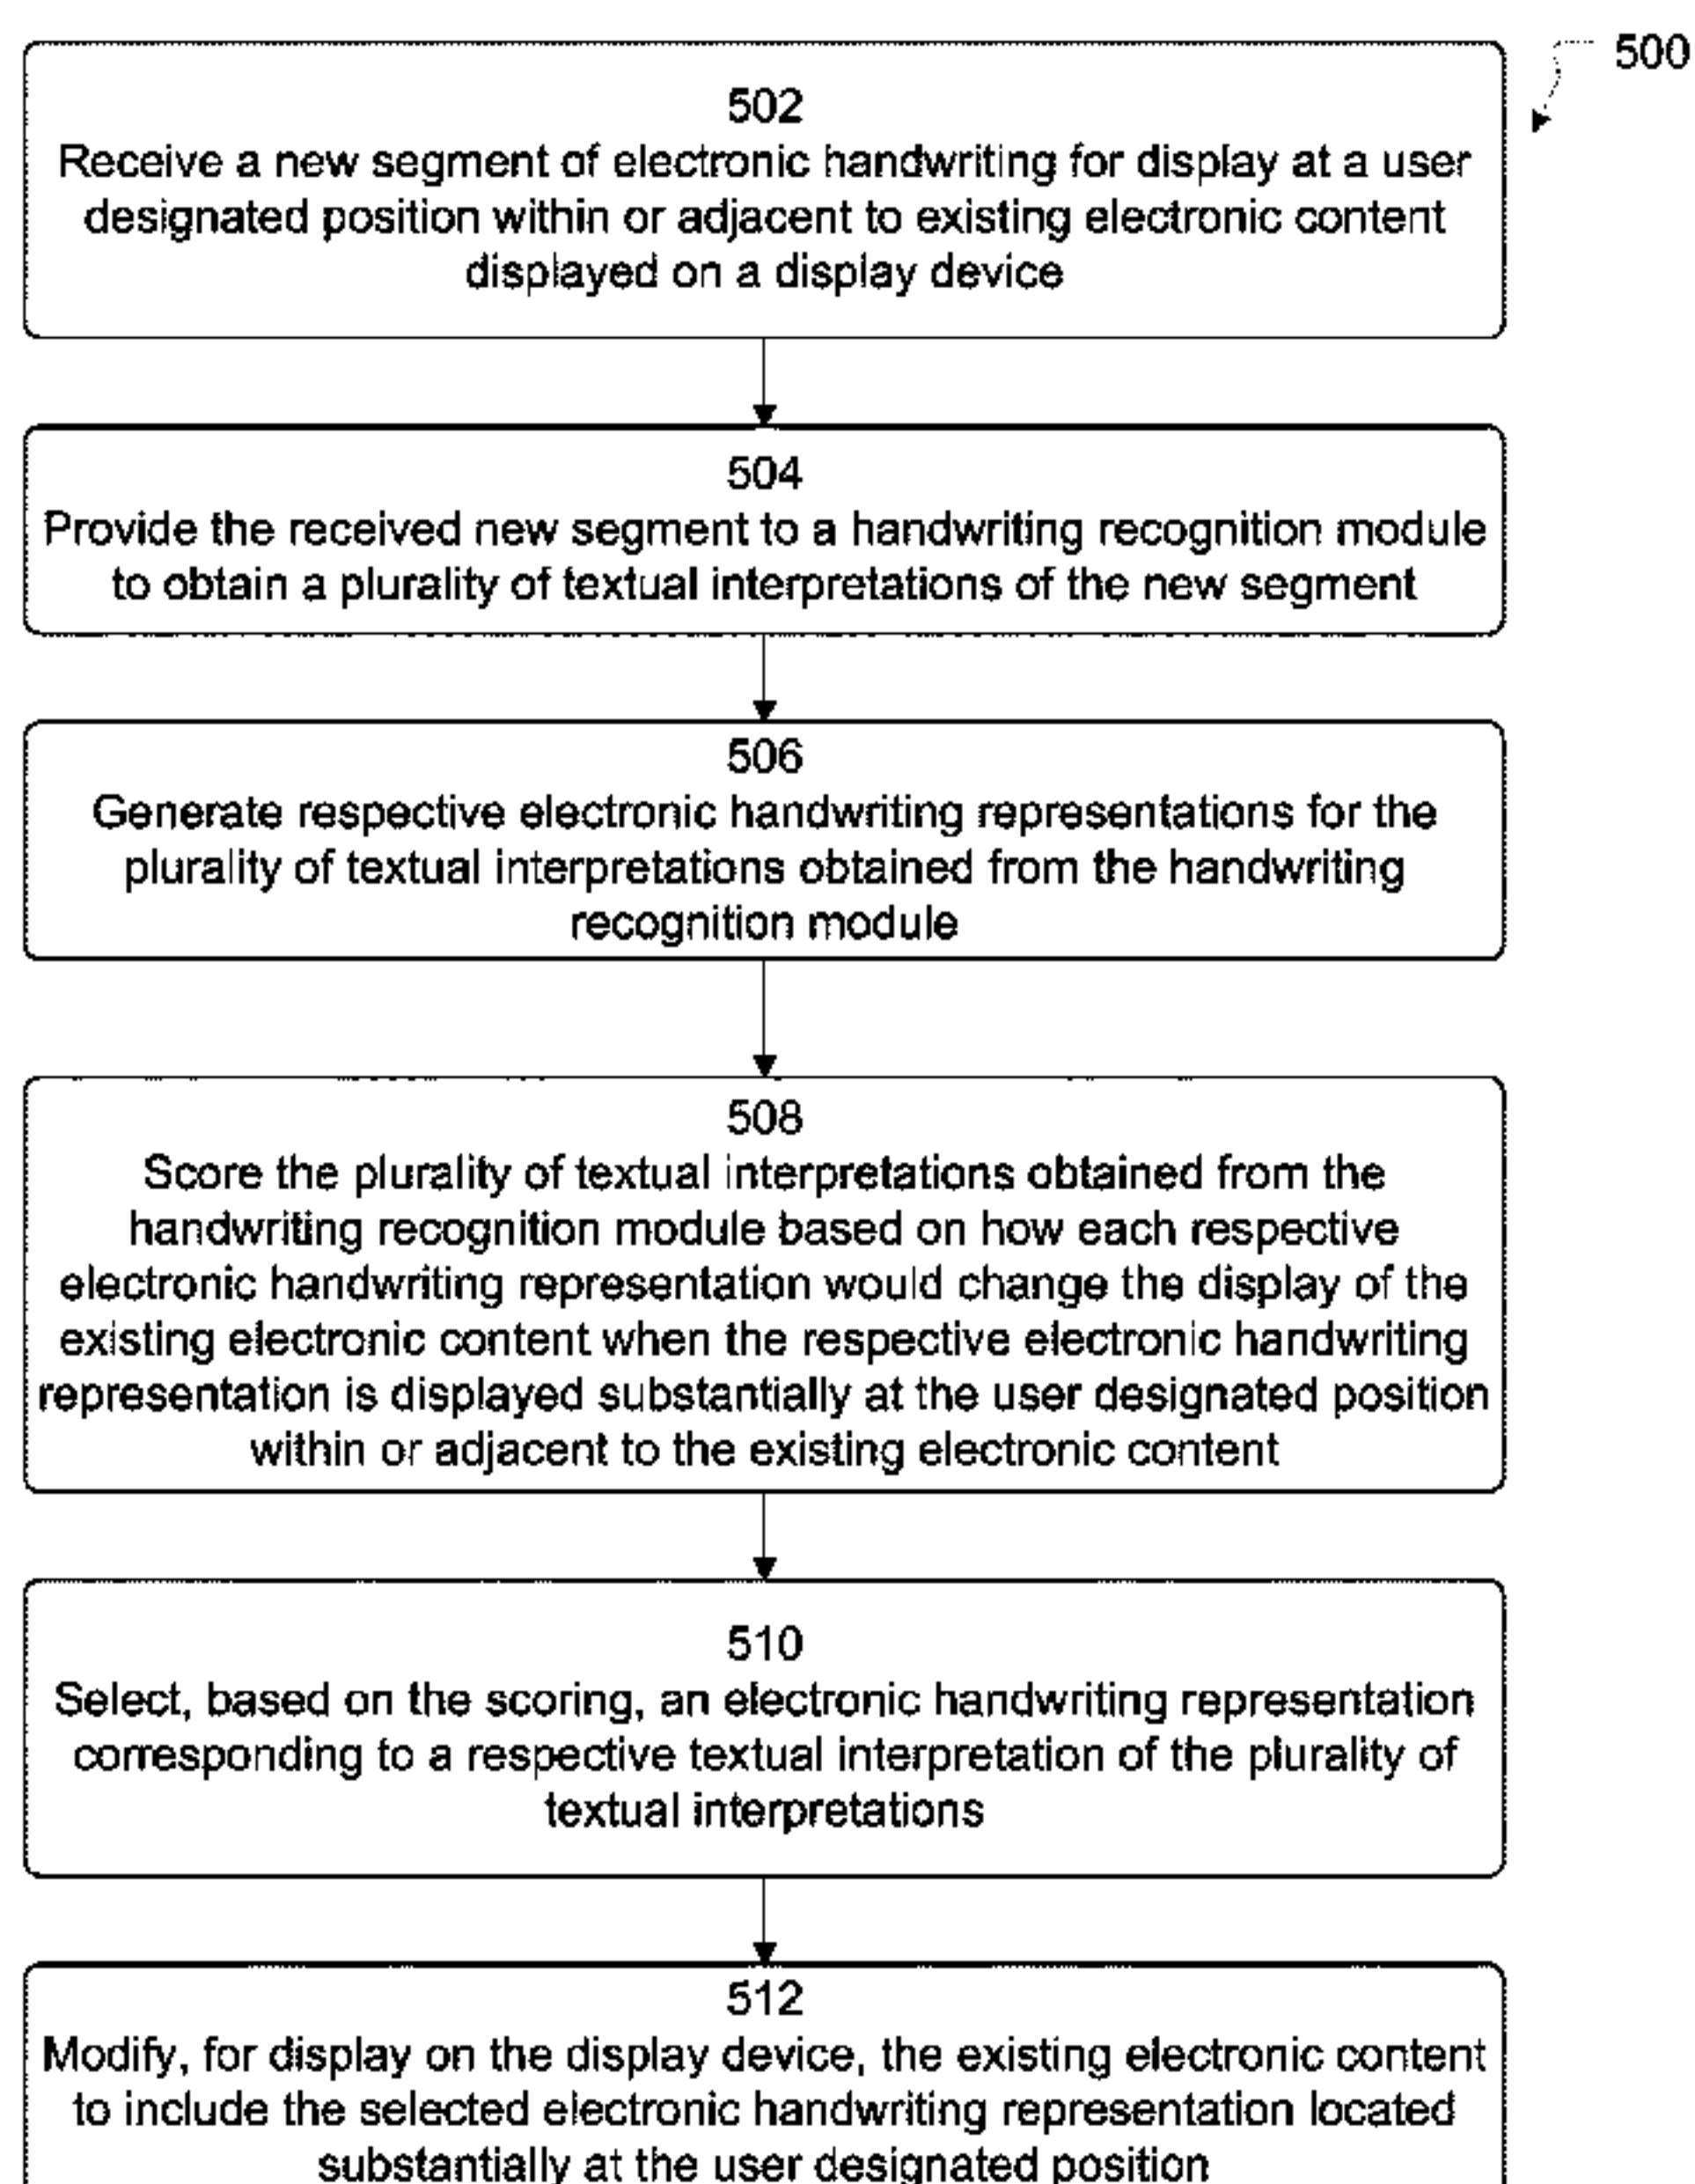 500
502
Receive a new segment of electronic handwriting for display at a user
designated position within or adjacent to existing electronic content
displayed on a display device
504
Provide the received new segment to a handwriting recognition module
to obtain a plurality of textual interpretations of the new segment
506
Generate respective electronic handwriting representations for the
plurality of textual interpretations obtained from the handwriting
recognition module
508
Score the plurality of textual interpretations obtained from the
handwriting recognition module based on how each respective
electronic handwriting representation would change the display of the
existing electronic content when the respective electronic handwriting
representation is displayed substantially at the user designated position
within or adjacent to the existing electronic content
510
Select, based on the scoring, an electronic handwriting representation
corresponding to a respective textual interpretation of the plurality of
textual interpretations
512
Modify, for display on the display device, the existing electronic content
to include the selected electronic handwriting representation located
substantially at the user designated position